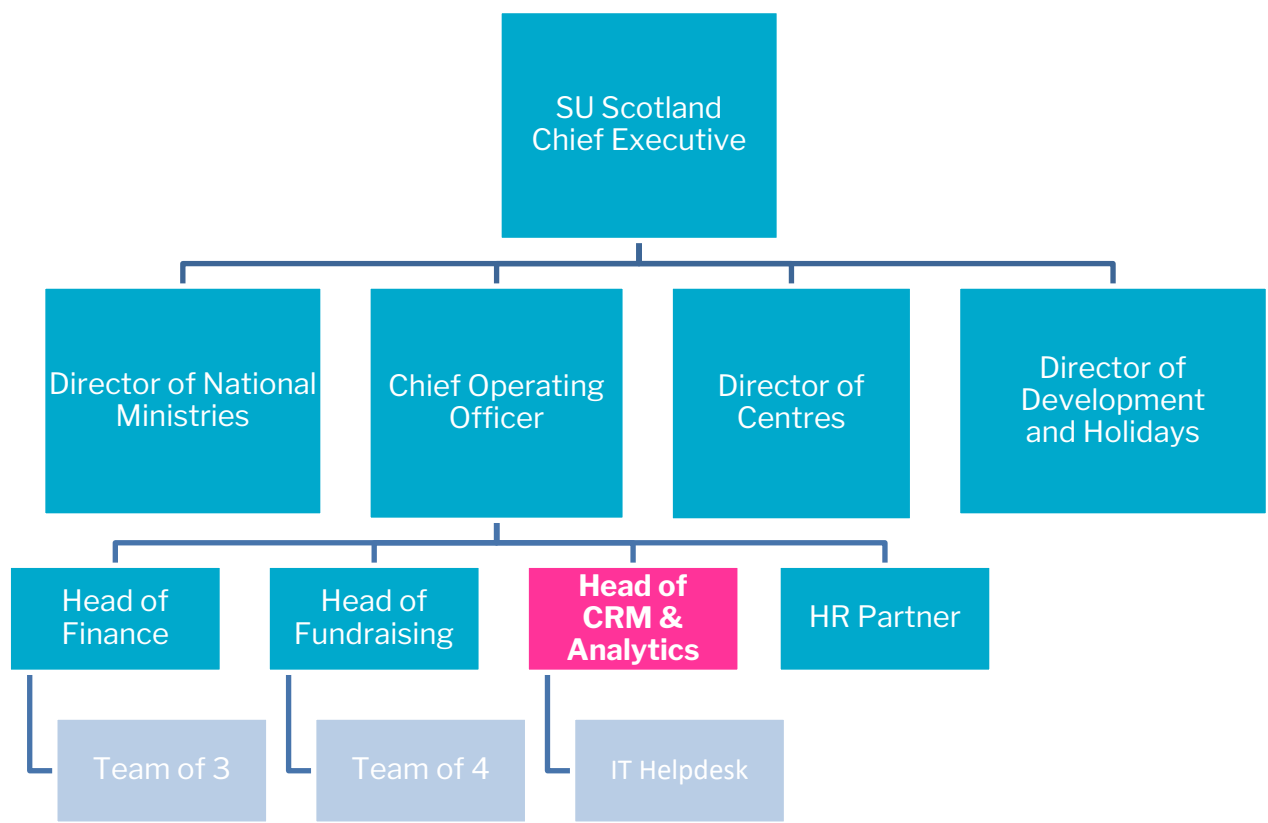 SU Scotland
Chief Executive
Director of National
Ministries
Chief Operating
Officer
Director of
Centres
Director of
Development
and Holidays
Head of
Finance
Head of
Fundraising
Head of
CRM &
Analytics
HR Partner
Team of 3
Team of 4
IT Helpdesk